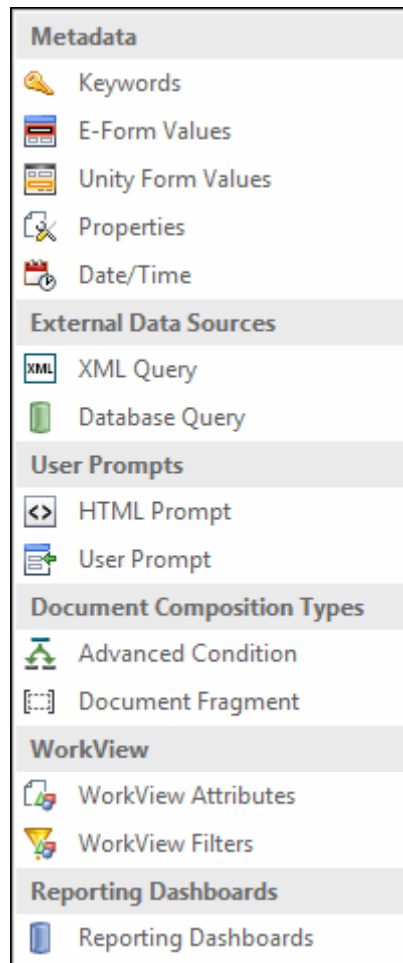 Metadata
Keywords
E-Form Values
Unity Form Values
Properties
Date/Time
External Data Sources
XML XML Query
Database Query
User Prompts
HTML Prompt
User Prompt
Document Composition Types
Advanced Condition
Document Fragment
WorkView
WorkView Attributes
WorkView Filters
Reporting Dashboards
Reporting Dashboards